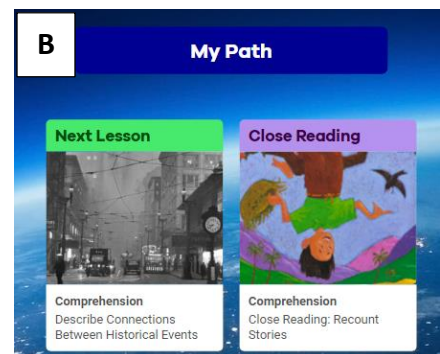 B
My Path
Next Lesson
Comprehension
Describe Connections
Between Historical Events
Close Reading
Comprehension
Close Reading: Recount
Stories